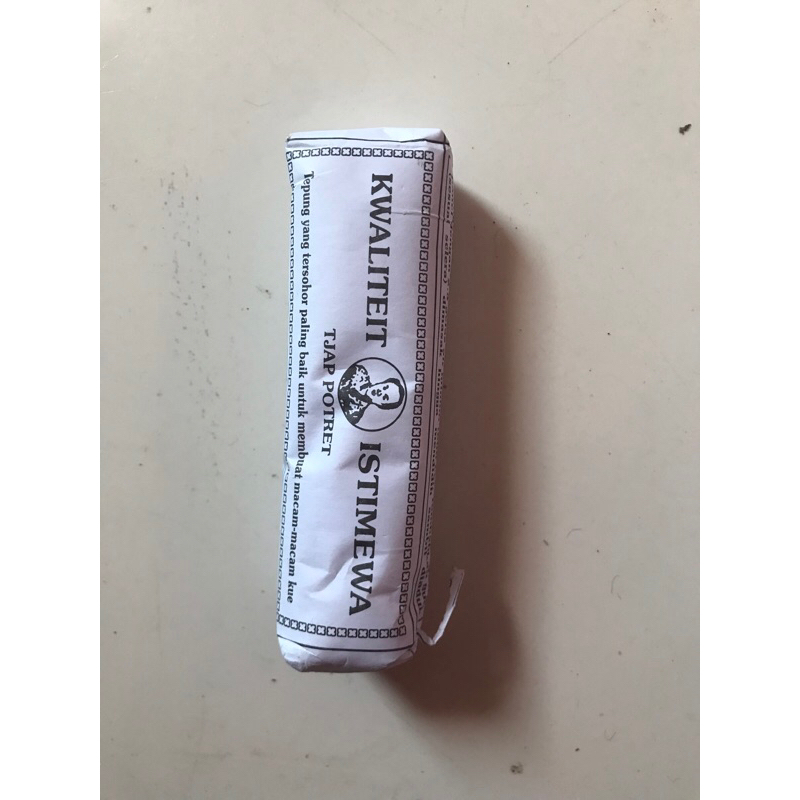 KWALITEIT ISTIMEWA
TJAP POTRET
Tepung yang tersohor paling baik untuk membuat macam-macam kue